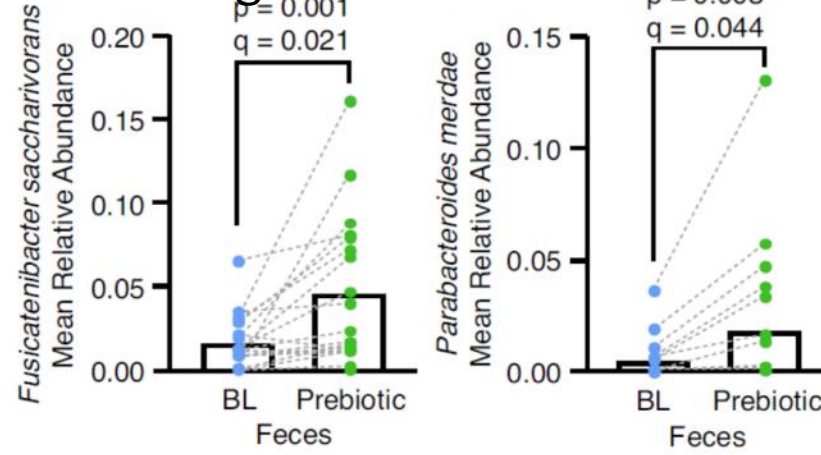 p = 0.001
q = 0.021
Fusicatenibacter saccharivorans
Mean Relative Abundance
0.20
0.15
0.10
0.05
0.00
BL Prebiotic
Feces
q = 0.044
Parabacteroides merdae
Mean Relative Abundance
0.15
0.10
0.05
0.00
BL Prebiotic
Feces